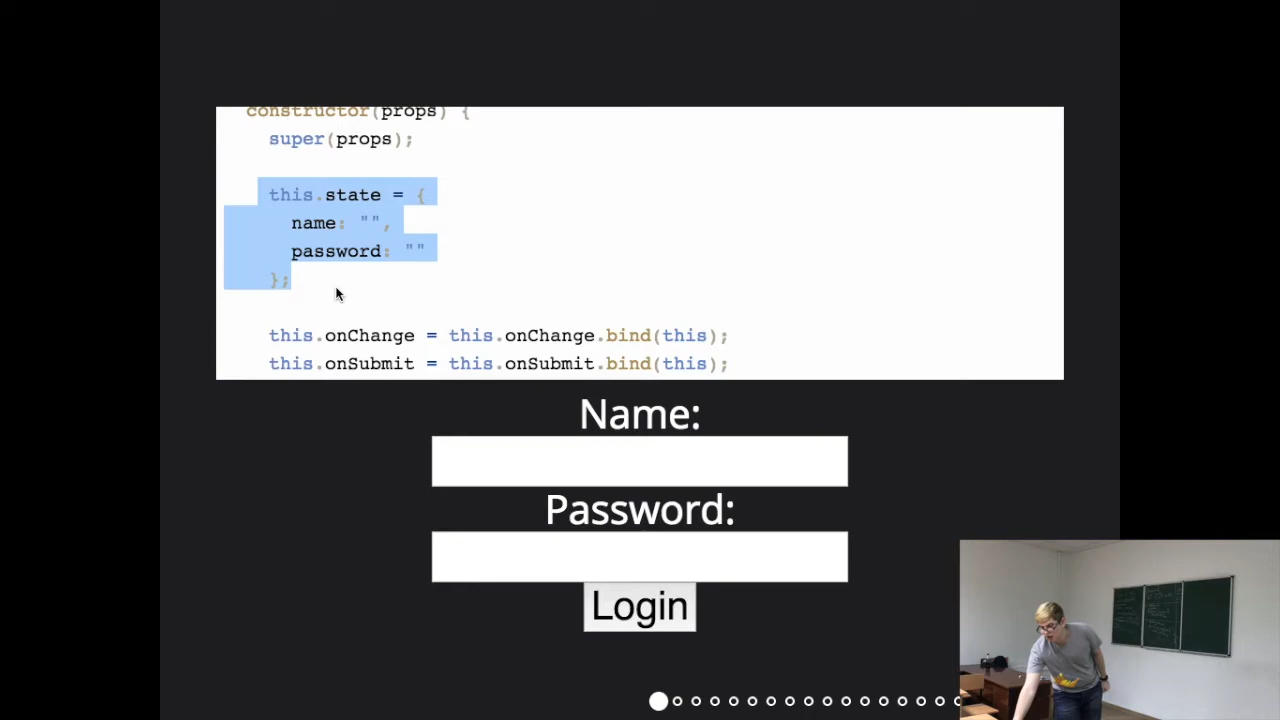 constructor(props) {
super(props);
this.state = {
name: "",
password: ""
};
this.onChange = this.onChange.bind(this);
this.onSubmit = this.onSubmit.bind(this);
Name:
Password:
Login